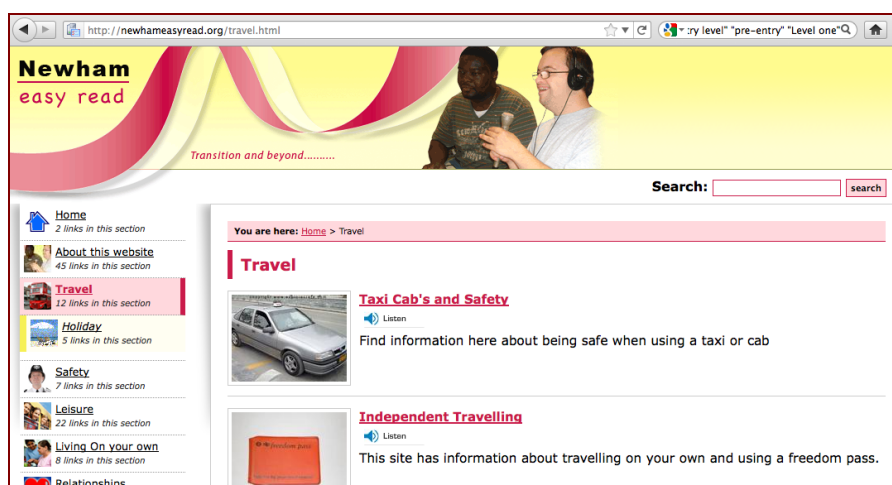 http://newhameasyread.org/travel.html
:ry level" "pre-entry" "Level one"
Newham
easy read
Transition and beyond..........
Search:
search
Home
2 links in this section
About this website
45 links in this section
Travel
12 links in this section
Holiday
5 links in this section
Safety
7 links in this section
Leisure
22 links in this section
Living On your own
8 links in this section
Relationships
You are here: Home > Travel
Travel
Taxi Cab's and Safety
Listen
Find information here about being safe when using a taxi or cab
Independent Travelling
Listen
This site has information about travelling on your own and using a freedom pass.
freedom pass